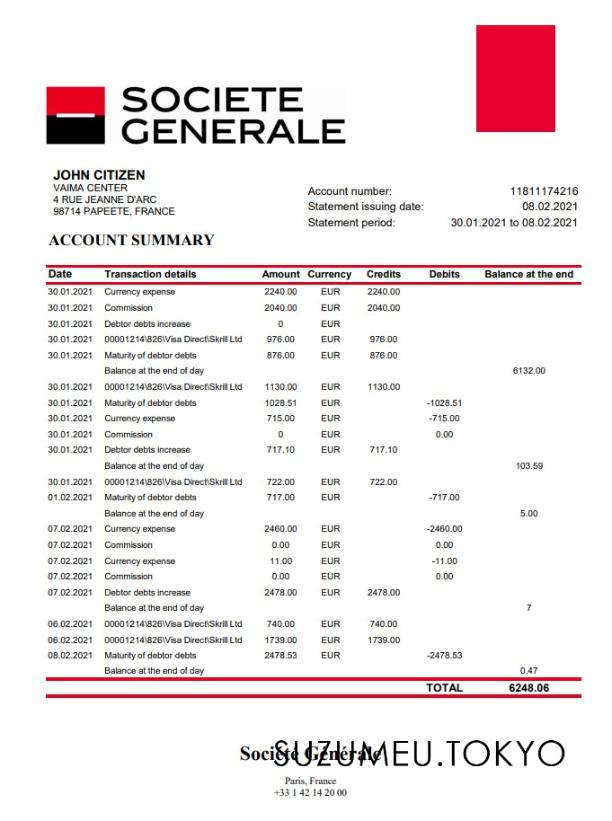 SOCIETE
GENERALE
JOHN CITIZEN
VAIMA CENTER
4 RUE JEANNE D'ARC
98714 PAPEETE, FRANCE
Account number: 11811174216
Statement issuing date: 08.02.2021
Statement period: 30.01.2021 to 08.02.2021
ACCOUNT SUMMARY
Date Transaction details Amount Currency Credits Debits Balance at the end
30.01.2021 Currency expense 2240.00 EUR 2240.00
30.01.2021 Commission 2040.00 EUR 2040.00
30.01.2021 Debtor debts increase 0 EUR
30.01.2021 00001214\826\Visa Direct\Skrill Ltd 976.00 EUR 976.00
30.01.2021 Maturity of debtor debts 876.00 EUR 876.00
Balance at the end of day 6132.00
30.01.2021 00001214\826\Visa Direct\Skrill Ltd 1130.00 EUR 1130.00
30.01.2021 Maturity of debtor debts 1028.51 EUR -1028.51
30.01.2021 Currency expense 715.00 EUR -715.00
30.01.2021 Commission 0 EUR 0.00
30.01.2021 Debtor debts increase 717.10 EUR 717.10
Balance at the end of day 103.59
30.01.2021 00001214\826\Visa Direct\Skrill Ltd 722.00 EUR 722.00
01.02.2021 Maturity of debtor debts 717.00 EUR -717.00
Balance at the end of day 5.00
07.02.2021 Currency expense 2460.00 EUR -2460.00
07.02.2021 Commission 0.00 EUR 0.00
07.02.2021 Currency expense 11.00 EUR -11.00
07.02.2021 Commission 0.00 EUR 0.00
07.02.2021 Debtor debts increase 2478.00 EUR 2478.00
Balance at the end of day 7
06.02.2021 00001214\826\Visa Direct\Skrill Ltd 740.00 EUR 740.00
06.02.2021 00001214\826\Visa Direct\Skrill Ltd 1739.00 EUR 1739.00
08.02.2021 Maturity of debtor debts 2478.53 EUR -2478.53
Balance at the end of day 0.47
TOTAL 6248.06
Société Générale
SUZUMEU.TOKYO
Paris, France
+33 1 42 14 20 00